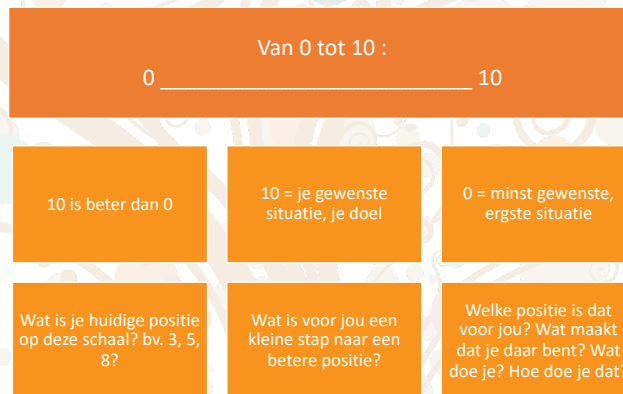 Van 0 tot 10 :
0 ____________________________ 10
10 is beter dan 0
10 = je gewenste
situatie, je doel
0 = minst gewenste,
ergste situatie
Wat is je huidige positie
op deze schaal? bv. 3, 5,
8?
Wat is voor jou een
kleine stap naar een
betere positie?
Welke positie is dat
voor jou? Wat maakt
dat je daar bent? Wat
doe je? Hoe doe je dat?